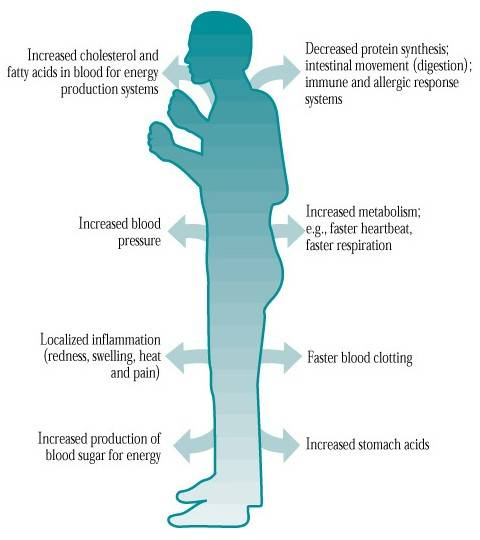 Increased cholesterol and
fatty acids in blood for energy
production systems
Decreased protein synthesis;
intestinal movement (digestion);
immune and allergic response
systems
Increased blood
pressure
Increased metabolism;
e.g., faster heartbeat,
faster respiration
Localized inflammation
(redness, swelling, heat
and pain)
Faster blood clotting
Increased production of
blood sugar for energy
Increased stomach acids